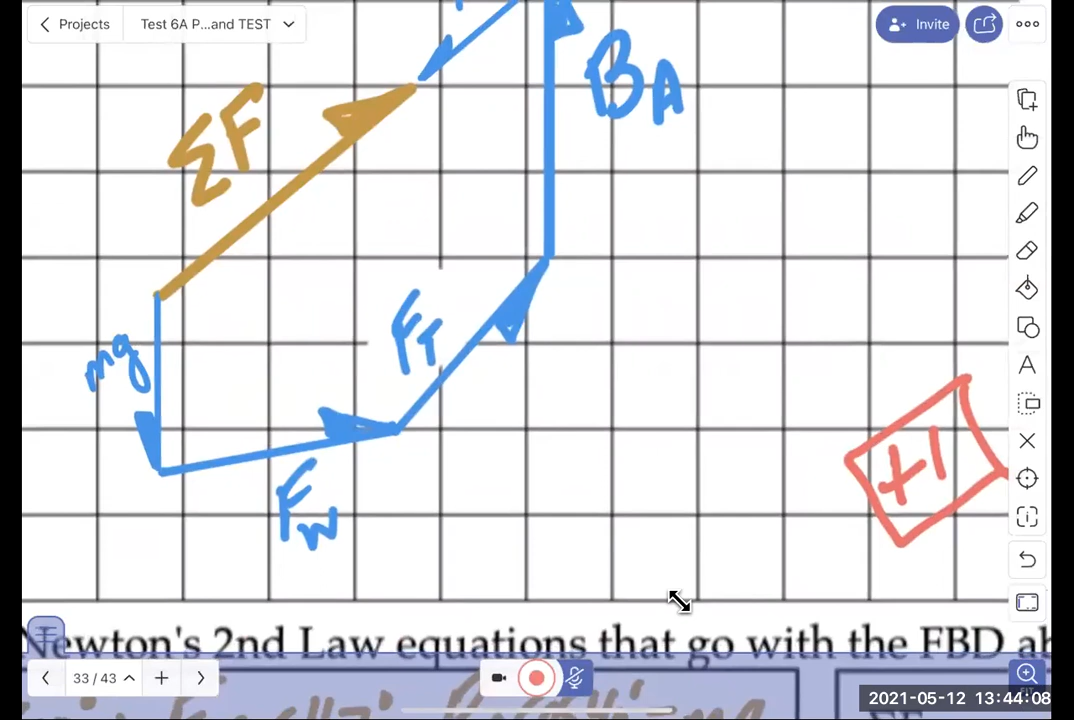 Projects
Test 6A P...and TEST
Invite
ΣF
BA
FT
mg
FW
+1
A
Newton's 2nd Law equations that go with the FBD ab
33 / 43
2021-05-12 13:44:08